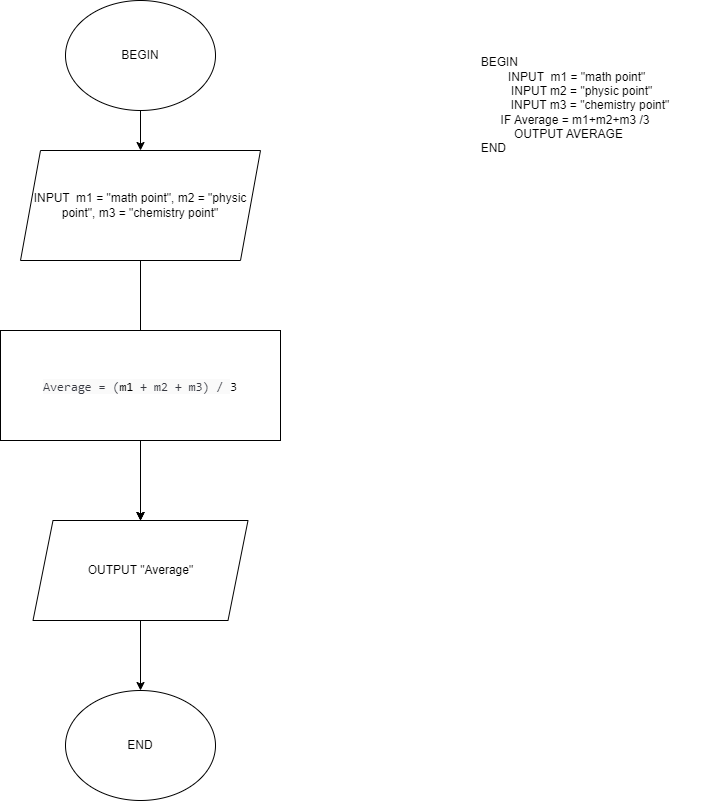 BEGIN
INPUT  m1 = "math point", m2 = "physic
point", m3 = "chemistry point"
Average = (m1 + m2 + m3) / 3
OUTPUT "Average"
END
BEGIN
INPUT  m1 = "math point"
INPUT m2 = "physic point"
INPUT m3 = "chemistry point"
IF Average = m1+m2+m3 /3
OUTPUT AVERAGE
END